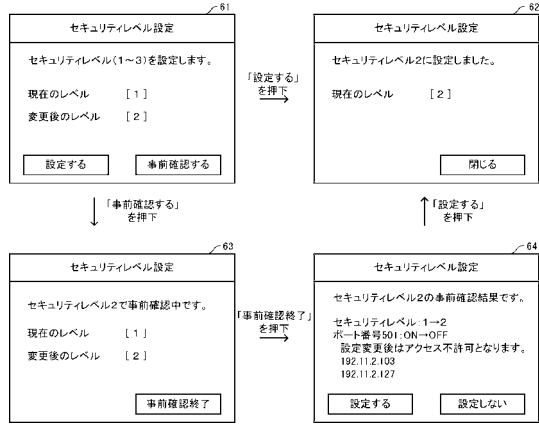 61
セキュリティレベル設定
セキュリティレベル(1～3)を設定します。
現在のレベル [1]
変更後のレベル [2]
設定する 事前確認する
「設定する」
を押下
62
セキュリティレベル設定
セキュリティレベル2に設定しました。
現在のレベル [2]
閉じる
「事前確認する」
を押下
「設定する」
を押下
63
セキュリティレベル設定
セキュリティレベル2で事前確認中です。
現在のレベル [1]
変更後のレベル [2]
事前確認終了
「事前確認終了」
を押下
64
セキュリティレベル設定
セキュリティレベル2の事前確認結果です。
セキュリティレベル:1→2
ポート番号501:ON→OFF
設定変更後はアクセス不許可となります。
192.11.2.103
192.11.2.127
設定する 設定しない